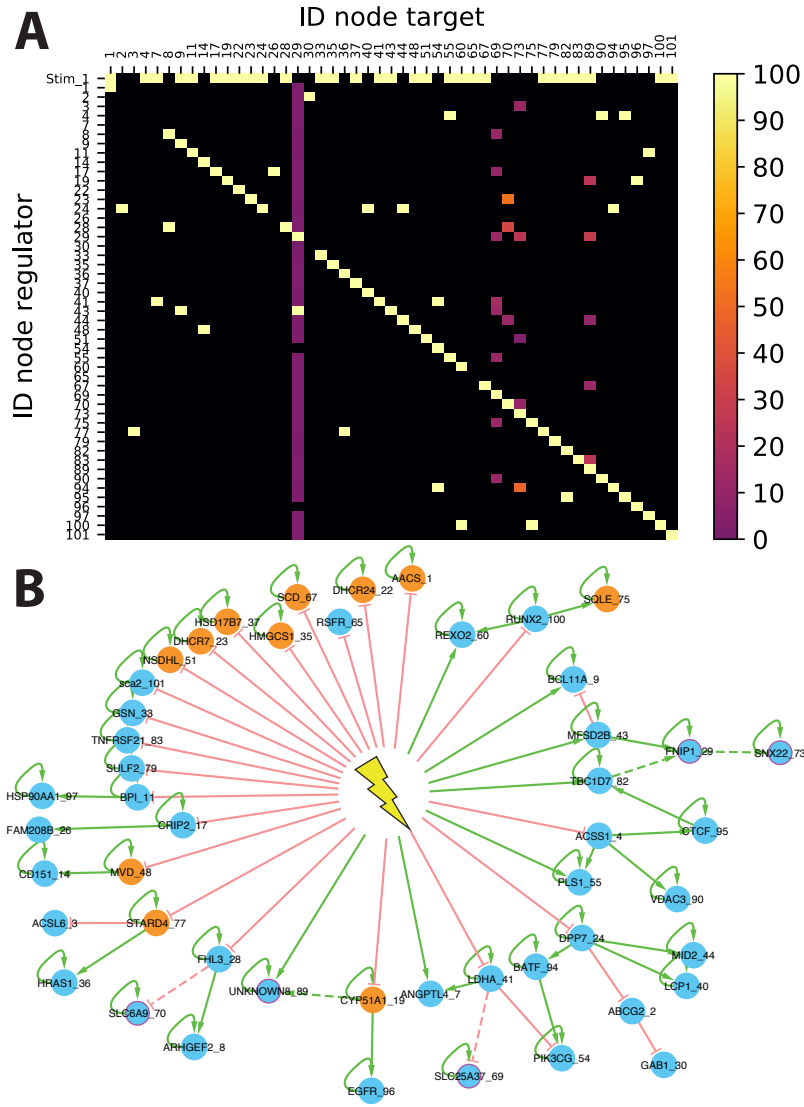 A
ID node target
1 2 3 4 7 8 9 11 14 17 19 22 23 24 26 28 29 30 33 35 36 37 40 41 43 44 48 51 54 55 60 65 67 69 70 73 75 77 79 82 83 89 90 94 95 96 97 100 101
ID node regulator
Stim_1
1
2
3
4
7
8
9
11
14
17
19
22
23
24
26
28
29
30
33
35
36
37
40
41
43
44
48
51
54
55
60
65
67
69
70
73
75
77
79
82
83
89
90
94
95
96
97
100
101
100
90
80
70
60
50
40
30
20
10
0
B
AACS_1
DHCR24_22
SCD_67
SQLE_75
HSD17B7_37
RSFR_65
RUNX2_100
HMGCS1_35
REXO2_60
DHCR7_23
NSDHL_51
sca2_101
BCL11A_9
GSN_33
TNFRSF21_83
MFSD2B_43
FNIP1_29
SNX22_73
SULF2_79
TBC1D7_82
HSP90AA1_97
BPI_11
FAM208B_26
CRIP2_17
ACSS1_4
CTCF_95
CD151_14
MVD_48
PLS1_55
VDAC3_90
ACSL6_3
STARD4_77
DPP7_24
FHL3_28
BATF_94
MID2_44
HRAS1_36
UNKNOWN8_89
CYP51A1_19
ANGPTL4_7
LDHA_41
LCP1_40
SLC6A9_70
ABCG2_2
ARHGEF2_8
PIK3CG_54
GAB1_30
SLC25A37_69
EGFR_96